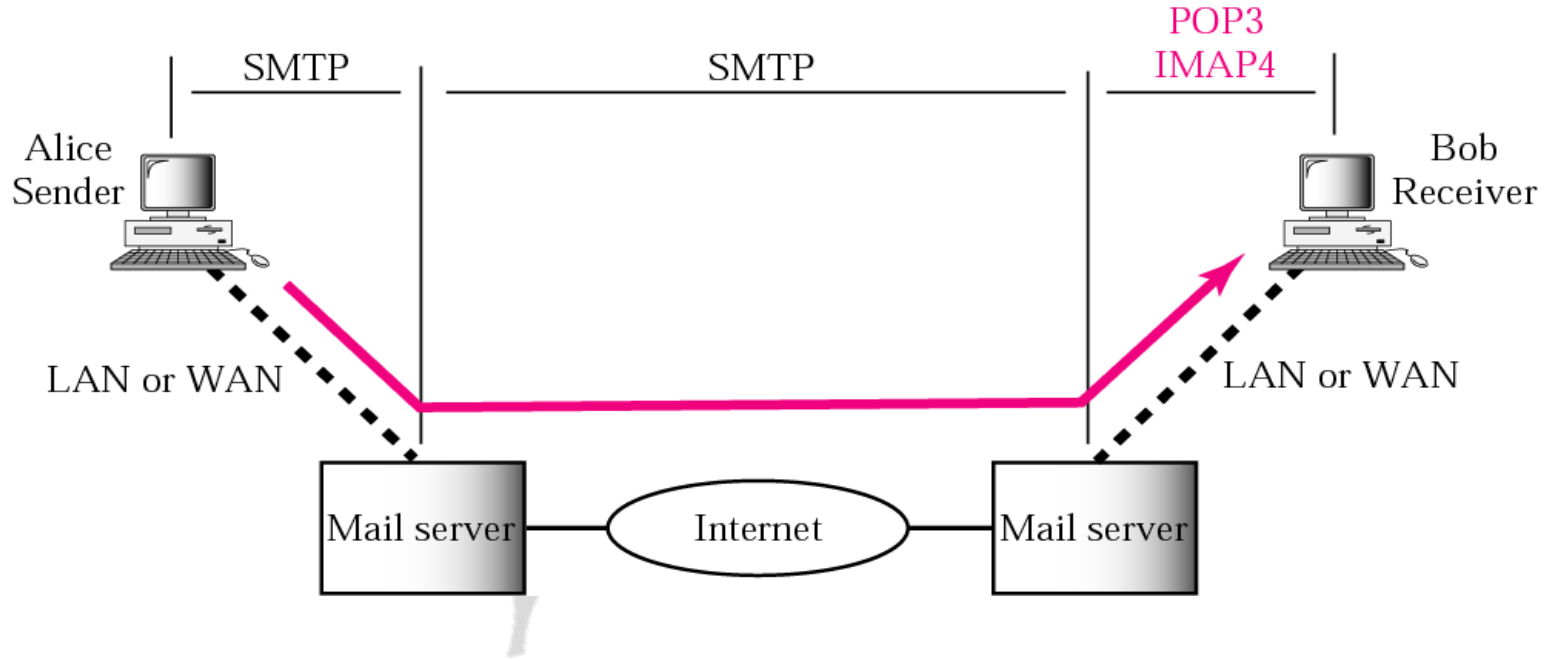 POP3
IMAP4
SMTP
SMTP
Alice
Sender
Bob
Receiver
LAN or WAN
LAN or WAN
Mail server
Internet
Mail server